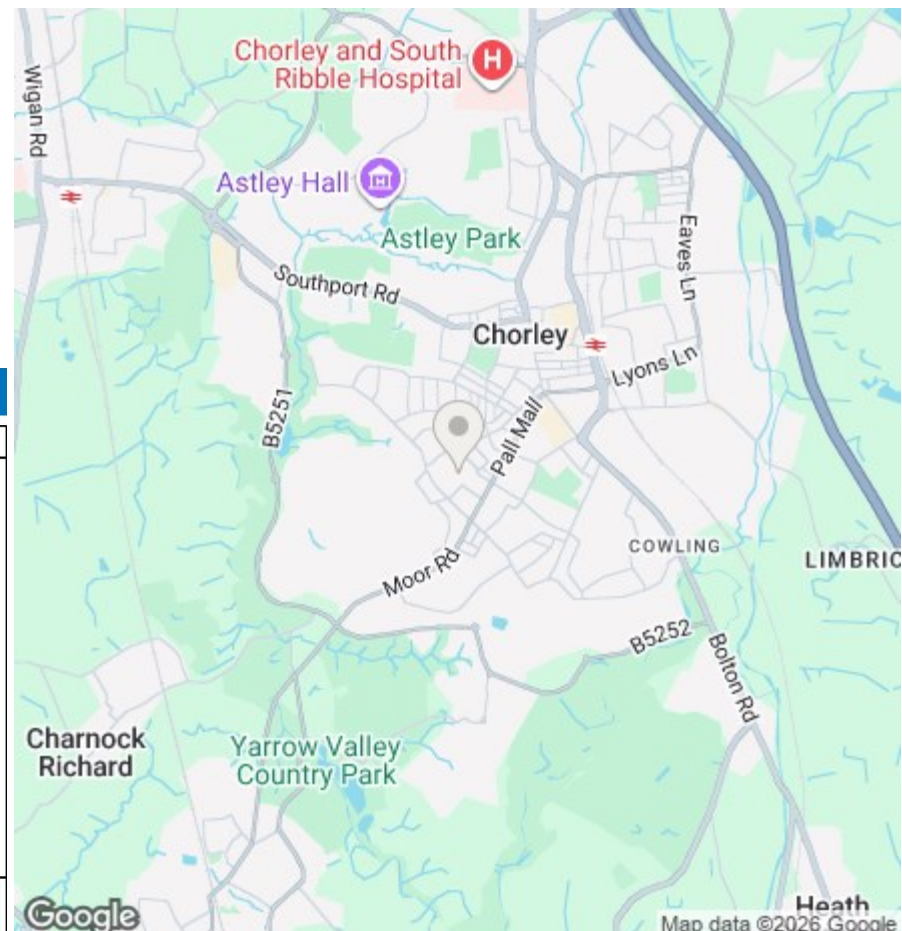 Chorley and South
Ribble Hospital
H
Wigan Rd
Astley Hall
Astley Park
Eaves Ln
Southport Rd
Chorley
Lyons Ln
B5251
Pall Mall
COWLING
LIMBRIC
Moor Rd
B5252
Bolton Rd
Charnock
Richard
Yarrow Valley
Country Park
Heath
Google
Map data ©2026 Google